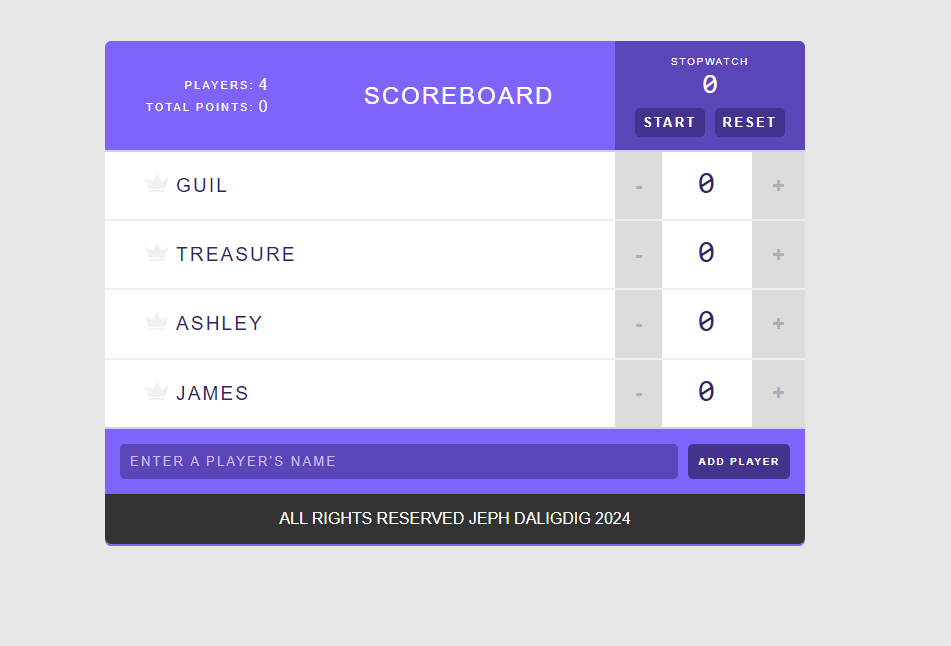 PLAYERS: 4
TOTAL POINTS: 0
SCOREBOARD
STOPWATCH
0
START RESET
GUIL - 0 +
TREASURE - 0 +
ASHLEY - 0 +
JAMES - 0 +
ENTER A PLAYER'S NAME ADD PLAYER
ALL RIGHTS RESERVED JEPH DALIGDIG 2024